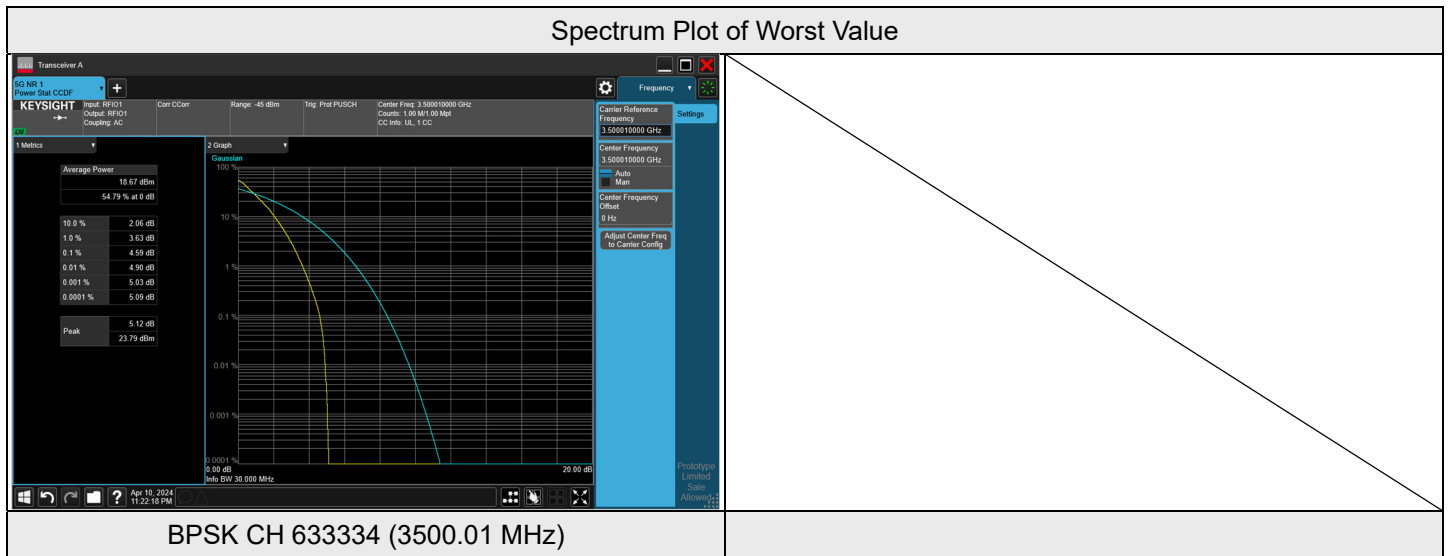 Spectrum Plot of Worst Value
Transceiver A
5G NR 1
Power Stat CCDF
+
Frequency
KEYSIGHT
LXI
Input: RFIO1
Output: RFIO1
Coupling: AC
Corr CCorr
Range: -45 dBm
Trig: Prot PUSCH
Center Freq: 3.500010000 GHz
Counts: 1.00 M/1.00 Mpt
CC Info: UL, 1 CC
1 Metrics
Average Power
18.67 dBm
54.79 % at 0 dB
10.0 % 2.06 dB
1.0 % 3.63 dB
0.1 % 4.59 dB
0.01 % 4.90 dB
0.001 % 5.03 dB
0.0001 % 5.09 dB
Peak
5.12 dB
23.79 dBm
2 Graph
Gaussian
100 %
10 %
1 %
0.1 %
0.01 %
0.001 %
0.0001 %
0.00 dB
20.00 dB
Info BW 30.000 MHz
Carrier Reference
Frequency
3.500010000 GHz
Center Frequency
3.500010000 GHz
Auto
Man
Center Frequency
Offset
0 Hz
Adjust Center Freq
to Carrier Config
Settings
Prototype
Limited
Sale
Allowed
?
Apr 10, 2024
11:22:18 PM
BPSK CH 633334 (3500.01 MHz)